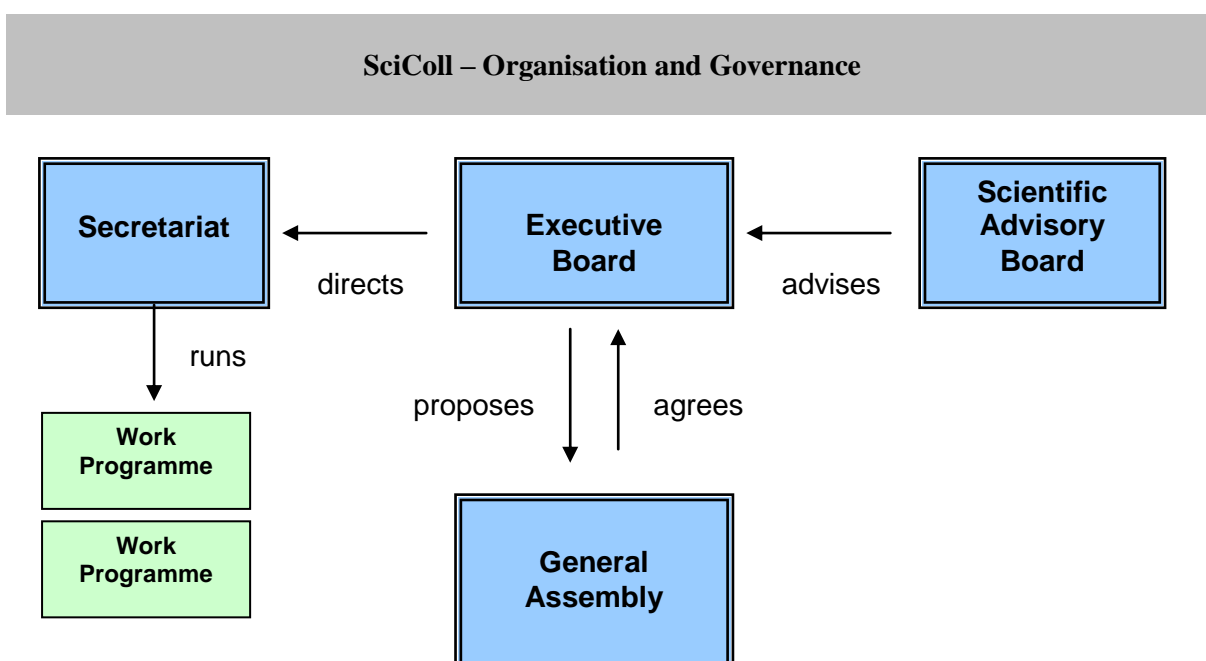 SciColl – Organisation and Governance
Secretariat
Executive
Board
Scientific
Advisory
Board
directs
advises
runs
proposes
agrees
Work
Programme
Work
Programme
General
Assembly